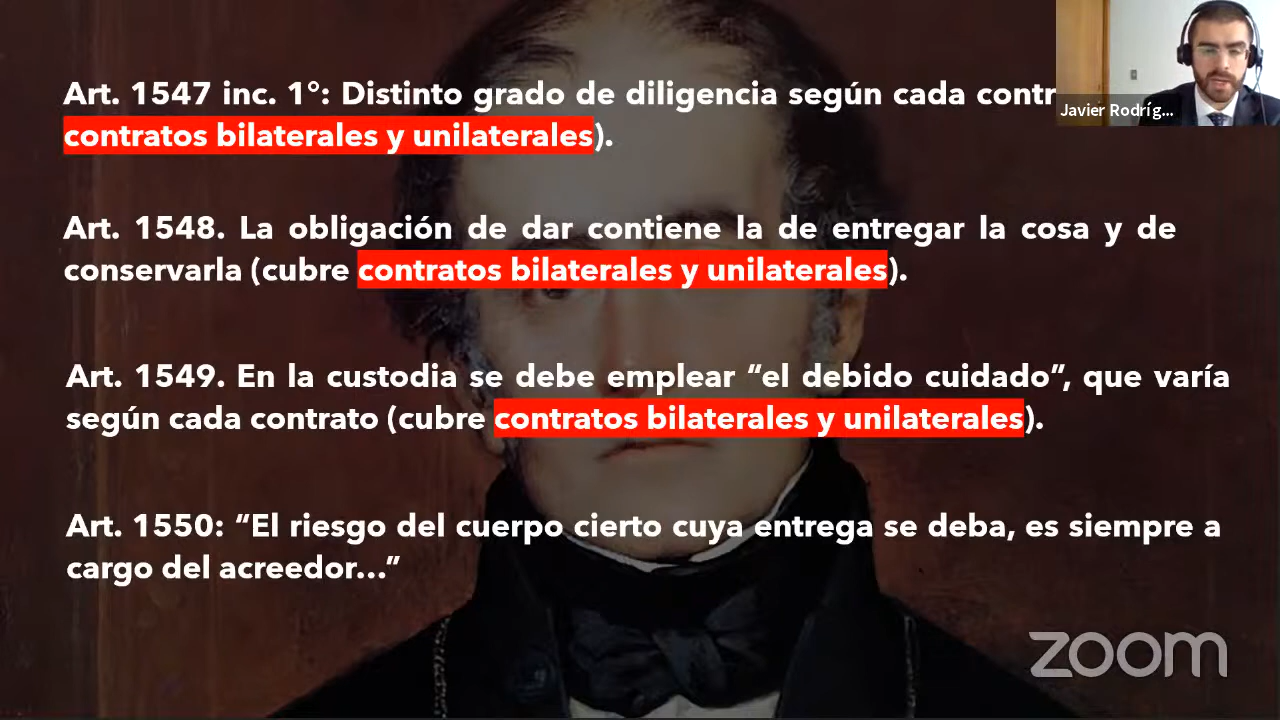 Art. 1547 inc. 1°: Distinto grado de diligencia según cada contr
Javier Rodríg...
contratos bilaterales y unilaterales).
Art. 1548. La obligación de dar contiene la de entregar la cosa y de
conservarla (cubre contratos bilaterales y unilaterales).
Art. 1549. En la custodia se debe emplear “el debido cuidado”, que varía
según cada contrato (cubre contratos bilaterales y unilaterales).
Art. 1550: “El riesgo del cuerpo cierto cuya entrega se deba, es siempre a
cargo del acreedor...”
zoom